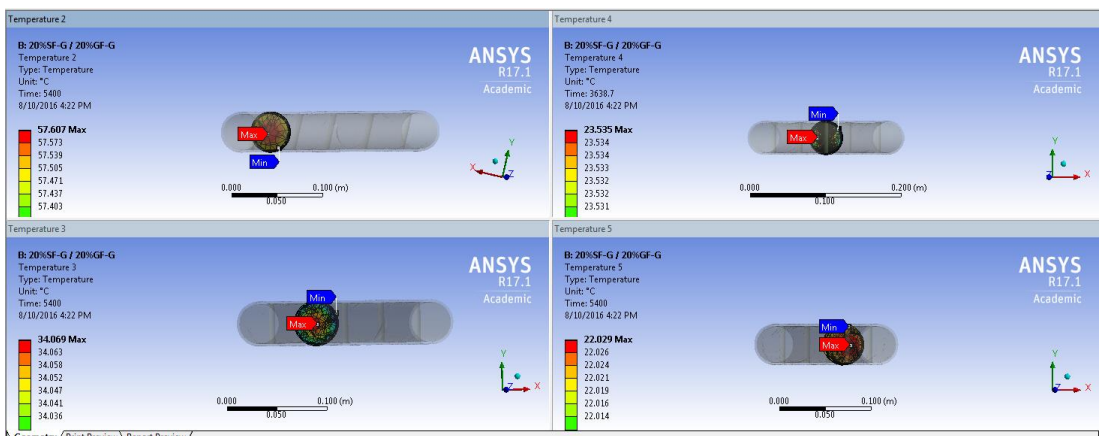 Temperature 2
B: 20%SF-G / 20%GF-G
Temperature 2
Type: Temperature
Unit: °C
Time: 5400
8/10/2016 4:22 PM
57.607 Max
57.573
57.539
57.505
57.471
57.437
57.403
ANSYS
R17.1
Academic
Max
Min
0.000 0.100 (m)
0.050
Y
X
Z
Temperature 4
B: 20%SF-G / 20%GF-G
Temperature 4
Type: Temperature
Unit: °C
Time: 3638.7
8/10/2016 4:22 PM
23.535 Max
23.534
23.533
23.532
23.532
23.531
ANSYS
R17.1
Academic
Min
Max
0.000 0.200 (m)
0.100
Y
Z X
Temperature 3
B: 20%SF-G / 20%GF-G
Temperature 3
Type: Temperature
Unit: °C
Time: 5400
8/10/2016 4:22 PM
34.069 Max
34.063
34.058
34.052
34.047
34.041
34.036
ANSYS
R17.1
Academic
Min
Max
0.000 0.100 (m)
0.050
Y
Z X
Temperature 5
B: 20%SF-G / 20%GF-G
Temperature 5
Type: Temperature
Unit: °C
Time: 5400
8/10/2016 4:22 PM
22.029 Max
22.026
22.024
22.021
22.019
22.016
22.014
ANSYS
R17.1
Academic
Min
Max
0.000 0.100 (m)
0.050
Y
Z X
Geometry / Print Preview / Report Preview /